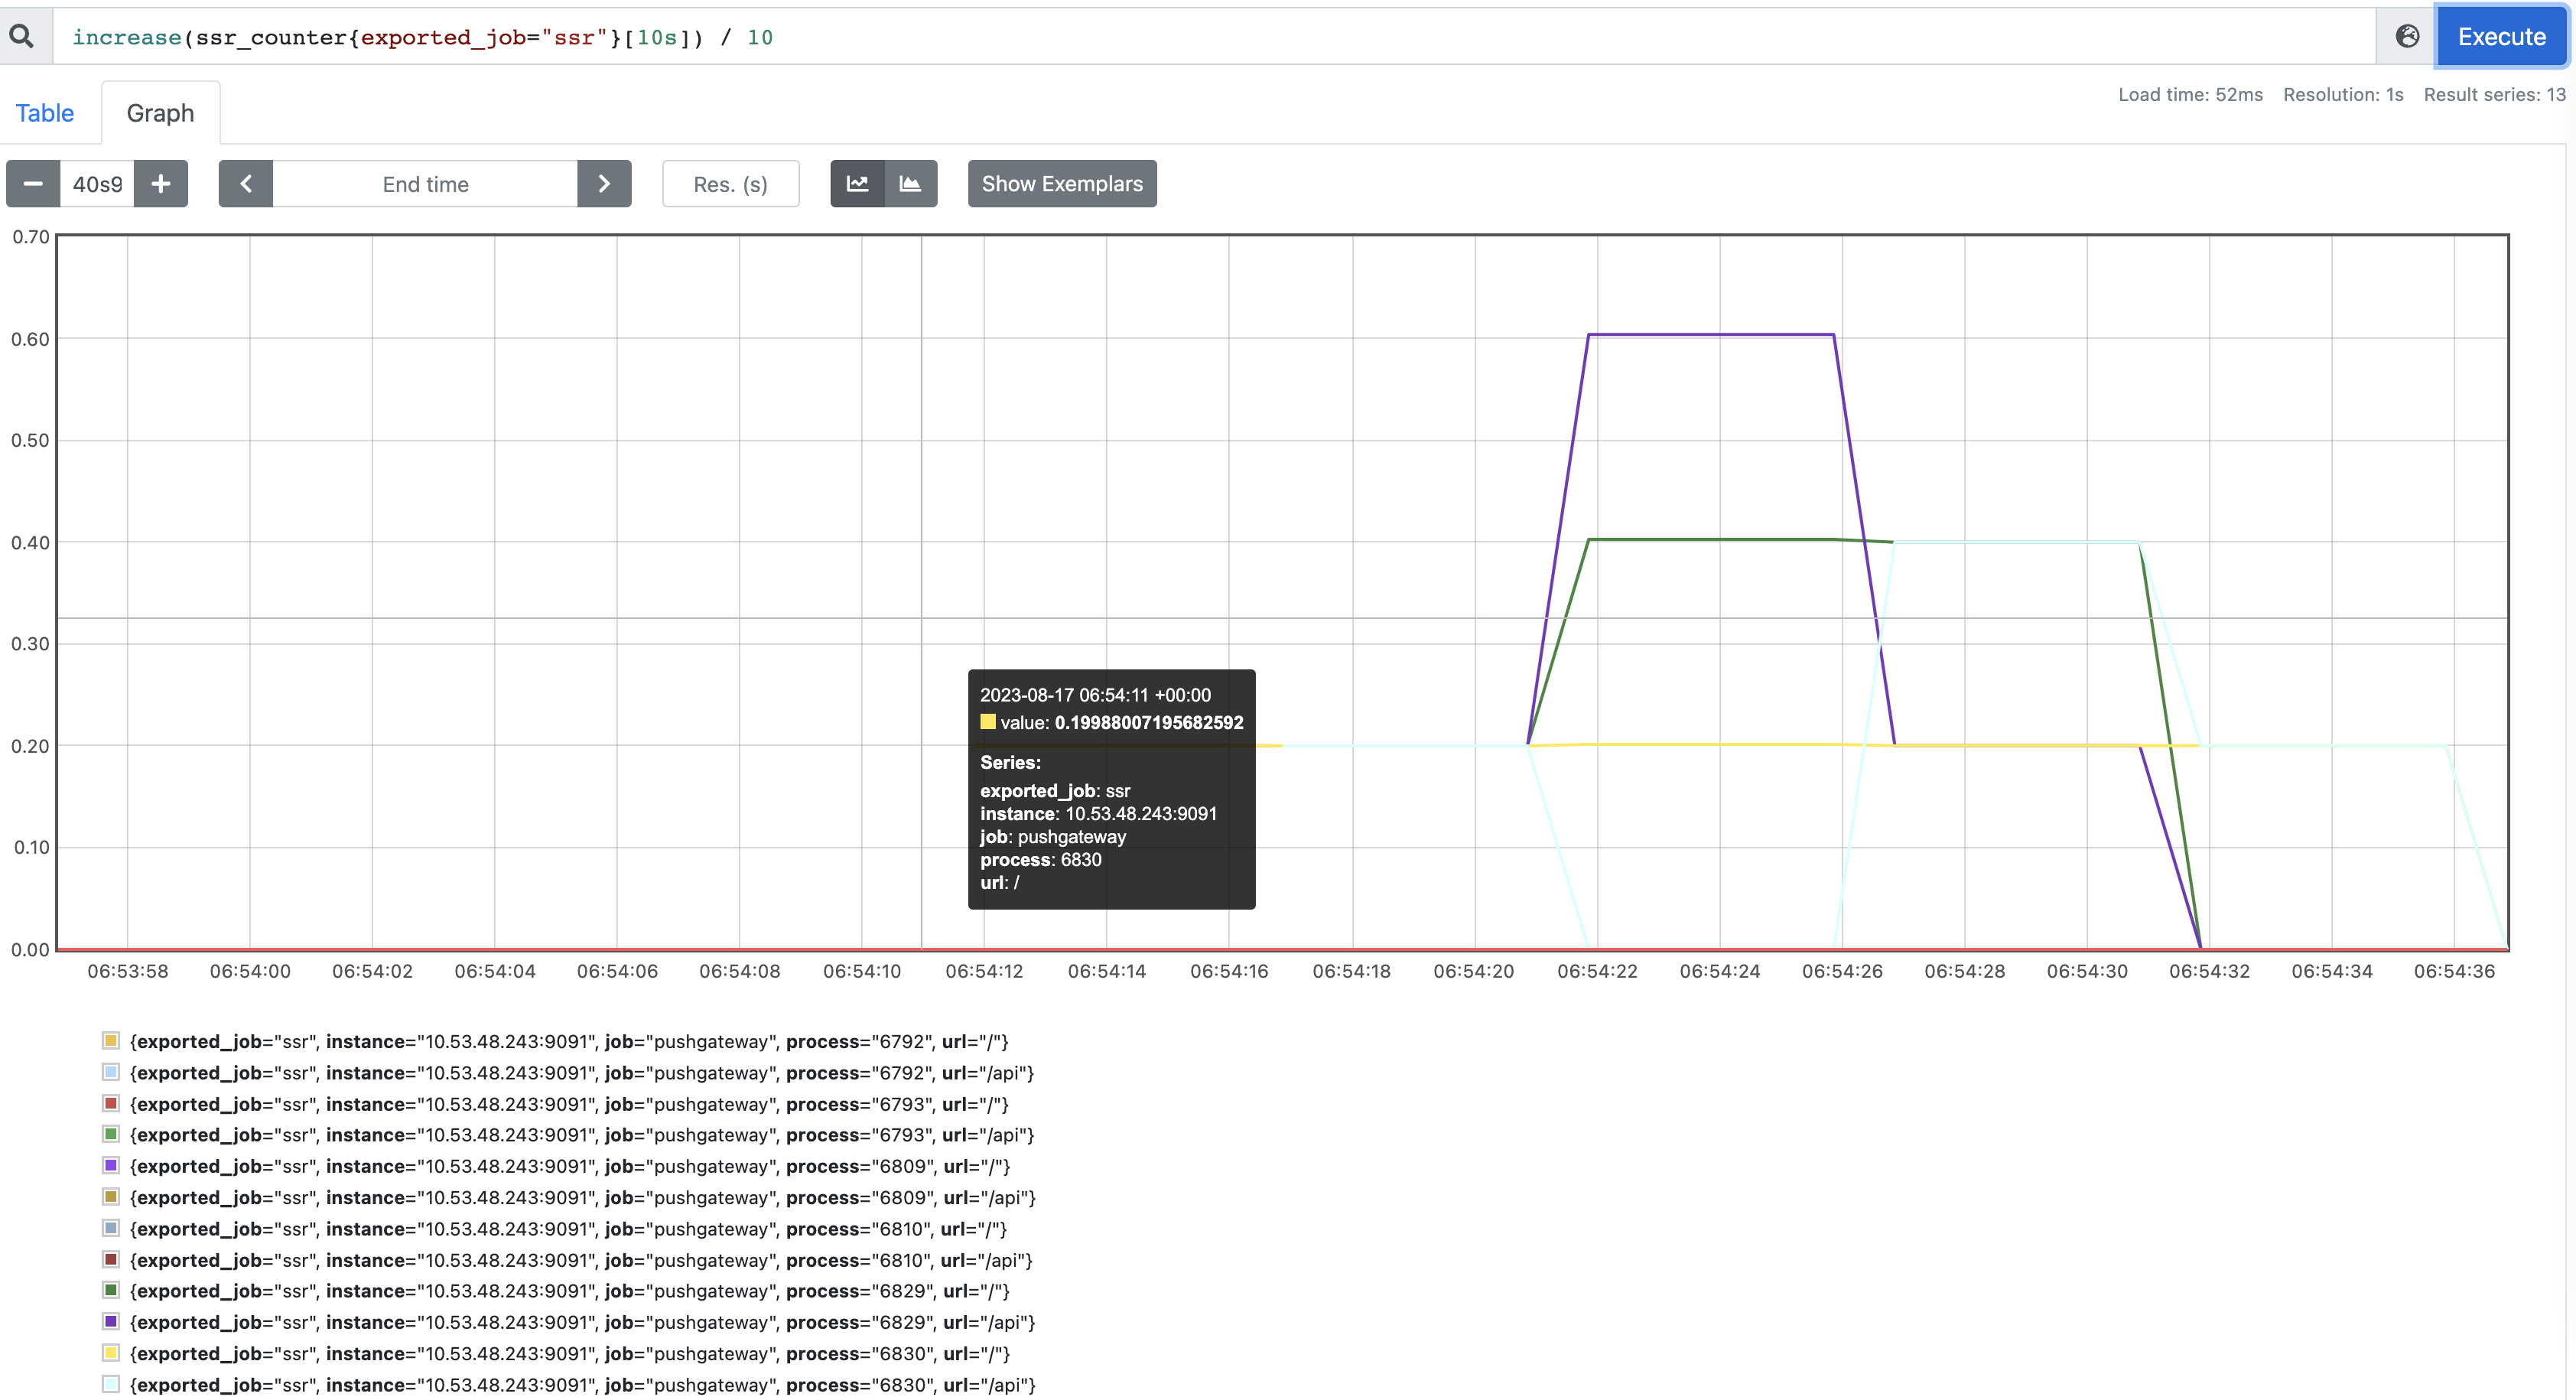 increase(ssr_counter{exported_job="ssr"}[10s]) / 10
Execute
Table
Graph
Load time: 52ms Resolution: 1s Result series: 13
40s9
End time
Res. (s)
Show Exemplars
0.70
0.60
0.50
0.40
0.30
0.20
0.10
0.00
2023-08-17 06:54:11 +00:00
value: 0.19988007195682592
Series:
exported_job: ssr
instance: 10.53.48.243:9091
job: pushgateway
process: 6830
url: /
06:53:58 06:54:00 06:54:02 06:54:04 06:54:06 06:54:08 06:54:10 06:54:12 06:54:14 06:54:16 06:54:18 06:54:20 06:54:22 06:54:24 06:54:26 06:54:28 06:54:30 06:54:32 06:54:34 06:54:36
{exported_job="ssr", instance="10.53.48.243:9091", job="pushgateway", process="6792", url="/"}
{exported_job="ssr", instance="10.53.48.243:9091", job="pushgateway", process="6792", url="/api"}
{exported_job="ssr", instance="10.53.48.243:9091", job="pushgateway", process="6793", url="/"}
{exported_job="ssr", instance="10.53.48.243:9091", job="pushgateway", process="6793", url="/api"}
{exported_job="ssr", instance="10.53.48.243:9091", job="pushgateway", process="6809", url="/"}
{exported_job="ssr", instance="10.53.48.243:9091", job="pushgateway", process="6809", url="/api"}
{exported_job="ssr", instance="10.53.48.243:9091", job="pushgateway", process="6810", url="/"}
{exported_job="ssr", instance="10.53.48.243:9091", job="pushgateway", process="6810", url="/api"}
{exported_job="ssr", instance="10.53.48.243:9091", job="pushgateway", process="6829", url="/"}
{exported_job="ssr", instance="10.53.48.243:9091", job="pushgateway", process="6829", url="/api"}
{exported_job="ssr", instance="10.53.48.243:9091", job="pushgateway", process="6830", url="/"}
{exported_job="ssr", instance="10.53.48.243:9091", job="pushgateway", process="6830", url="/api"}